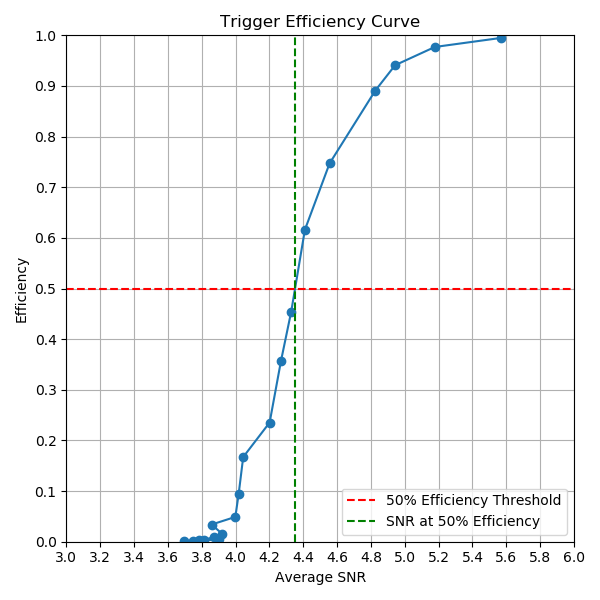 Trigger Efficiency Curve
1.0
0.9
0.8
0.7
0.6
0.5
0.4
0.3
0.2
0.1
0.0
Efficiency
50% Efficiency Threshold
SNR at 50% Efficiency
3.0 3.2 3.4 3.6 3.8 4.0 4.2 4.4 4.6 4.8 5.0 5.2 5.4 5.6 5.8 6.0
Average SNR